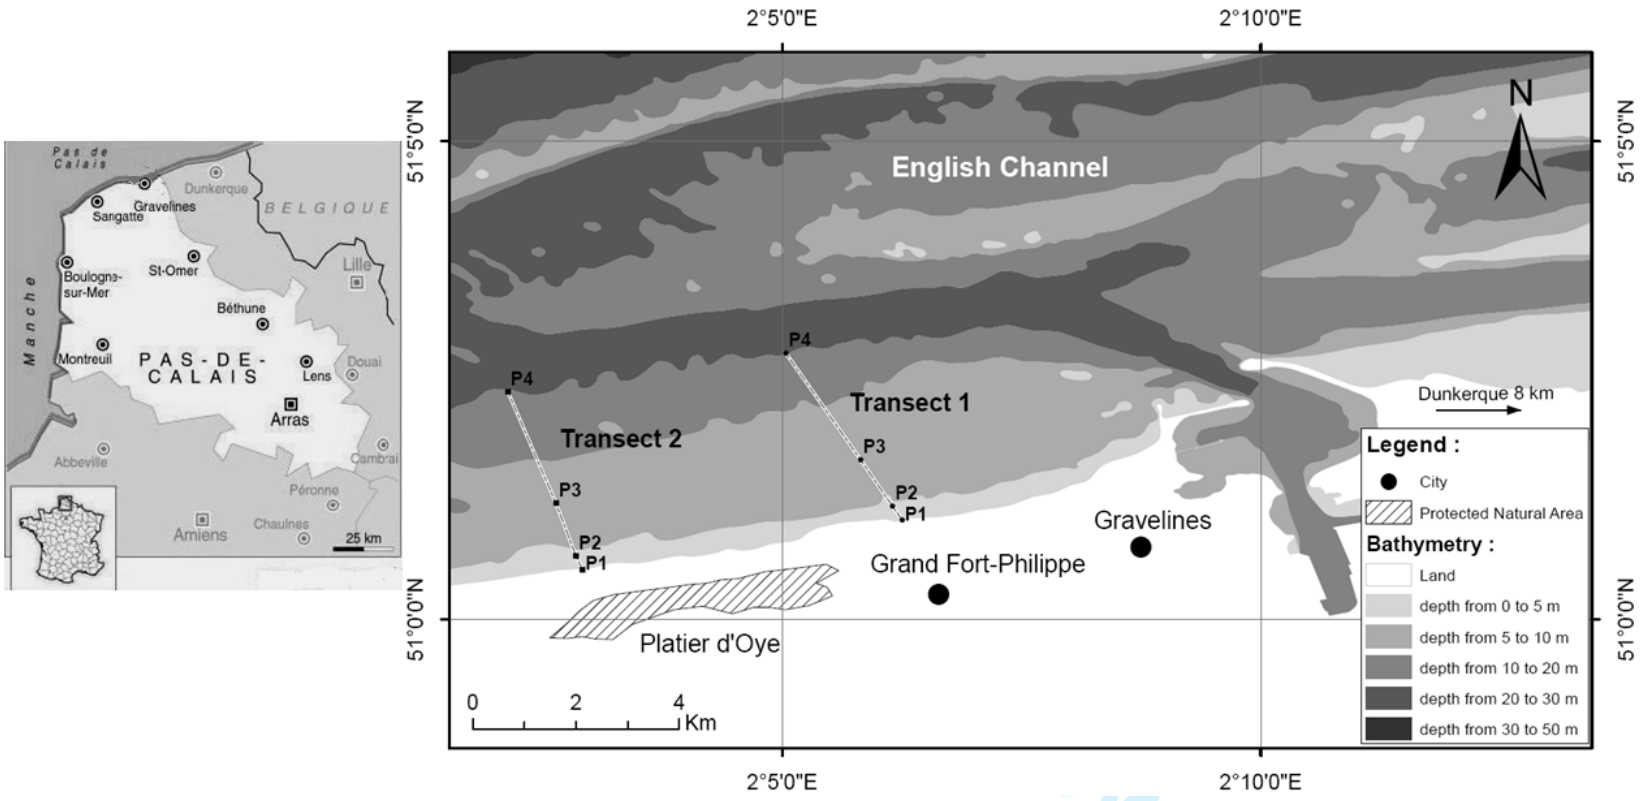 Pas de
Calais
Dunkerque
Gravelines
Sangatte
BELGIQUE
Manche
St-Omer
Lille
Boulogne-
sur-Mer
Béthune
Montreuil
PAS-DE-
CALAIS
Lens
Douai
Arras
Abbeville
Cambrai
Péronne
Amiens
Chaulnes
25 km
2°5'0"E
2°10'0"E
51°5'0"N
51°5'0"N
N
English Channel
P4
P4
Transect 1
Transect 2
P3
P3
P2
P1
P2
P1
Dunkerque 8 km
Gravelines
Grand Fort-Philippe
Platier d'Oye
51°0'0"N
51°0'0"N
0 2 4
Km
Legend :
City
Protected Natural Area
Bathymetry :
Land
depth from 0 to 5 m
depth from 5 to 10 m
depth from 10 to 20 m
depth from 20 to 30 m
depth from 30 to 50 m
2°5'0"E
2°10'0"E